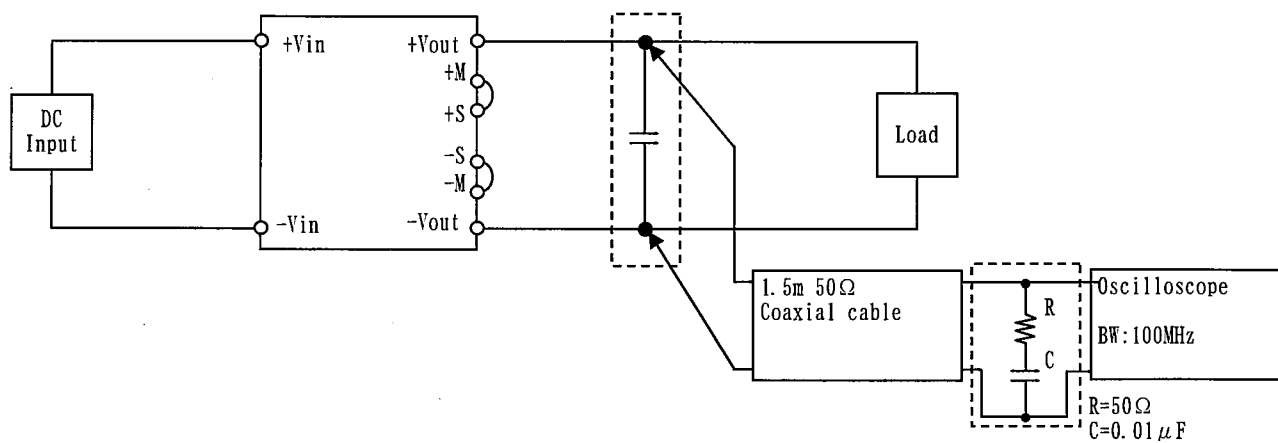 +Vin
+Vout
+M
+S
DC
Input
Load
-S
-M
-Vin
-Vout
1.5m 50Ω
Coaxial cable
R
C
Oscilloscope
BW:100MHz
R=50Ω
C=0.01μF